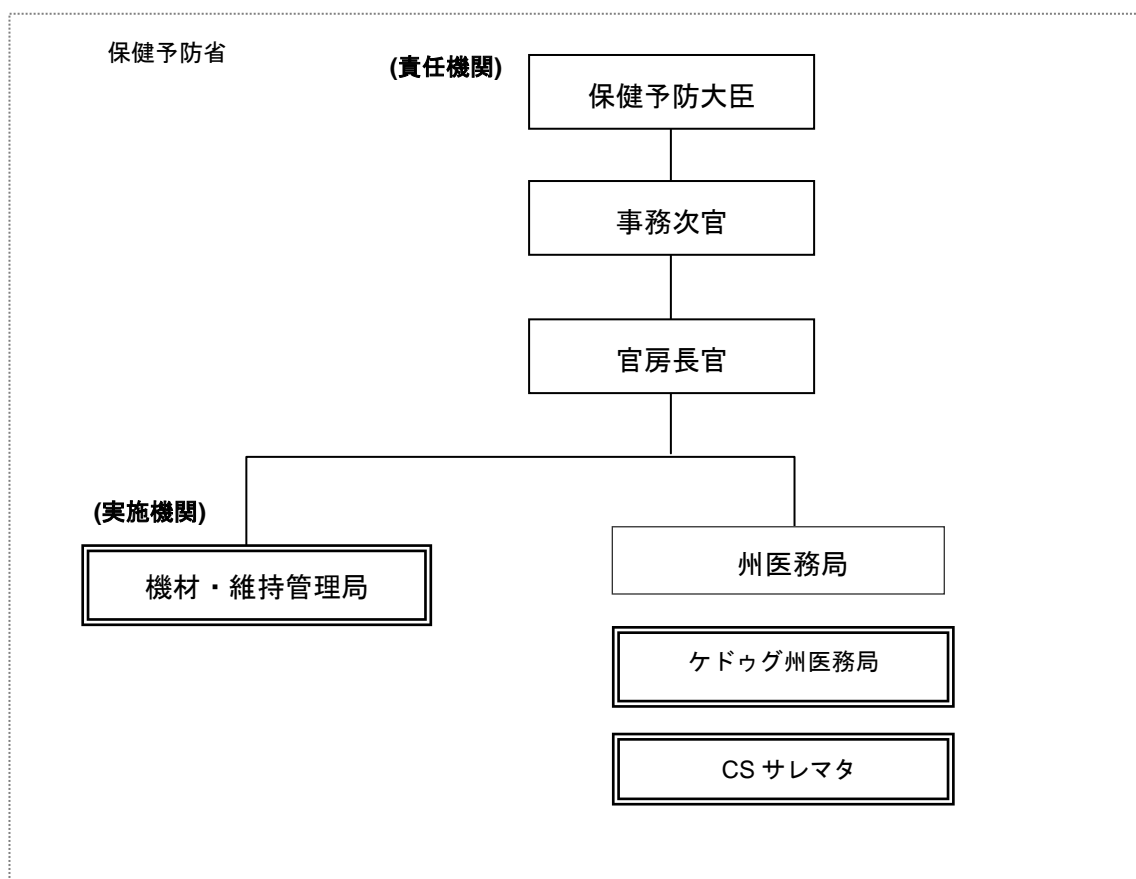 保健予防省
(責任機関)
保健予防大臣
事務次官
官房長官
(実施機関)
機材・維持管理局
州医務局
ケドゥグ州医務局
CS サレマタ